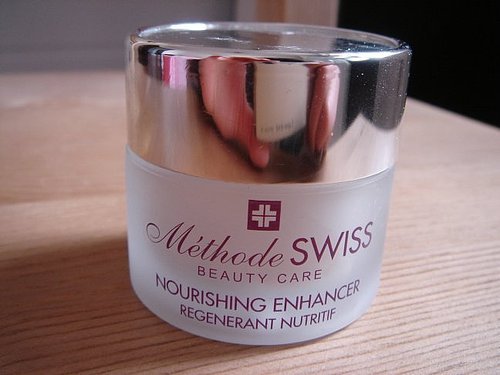 Méthode SWISS
BEAUTY CARE
NOURISHING ENHANCER
REGENERANT NUTRITIF